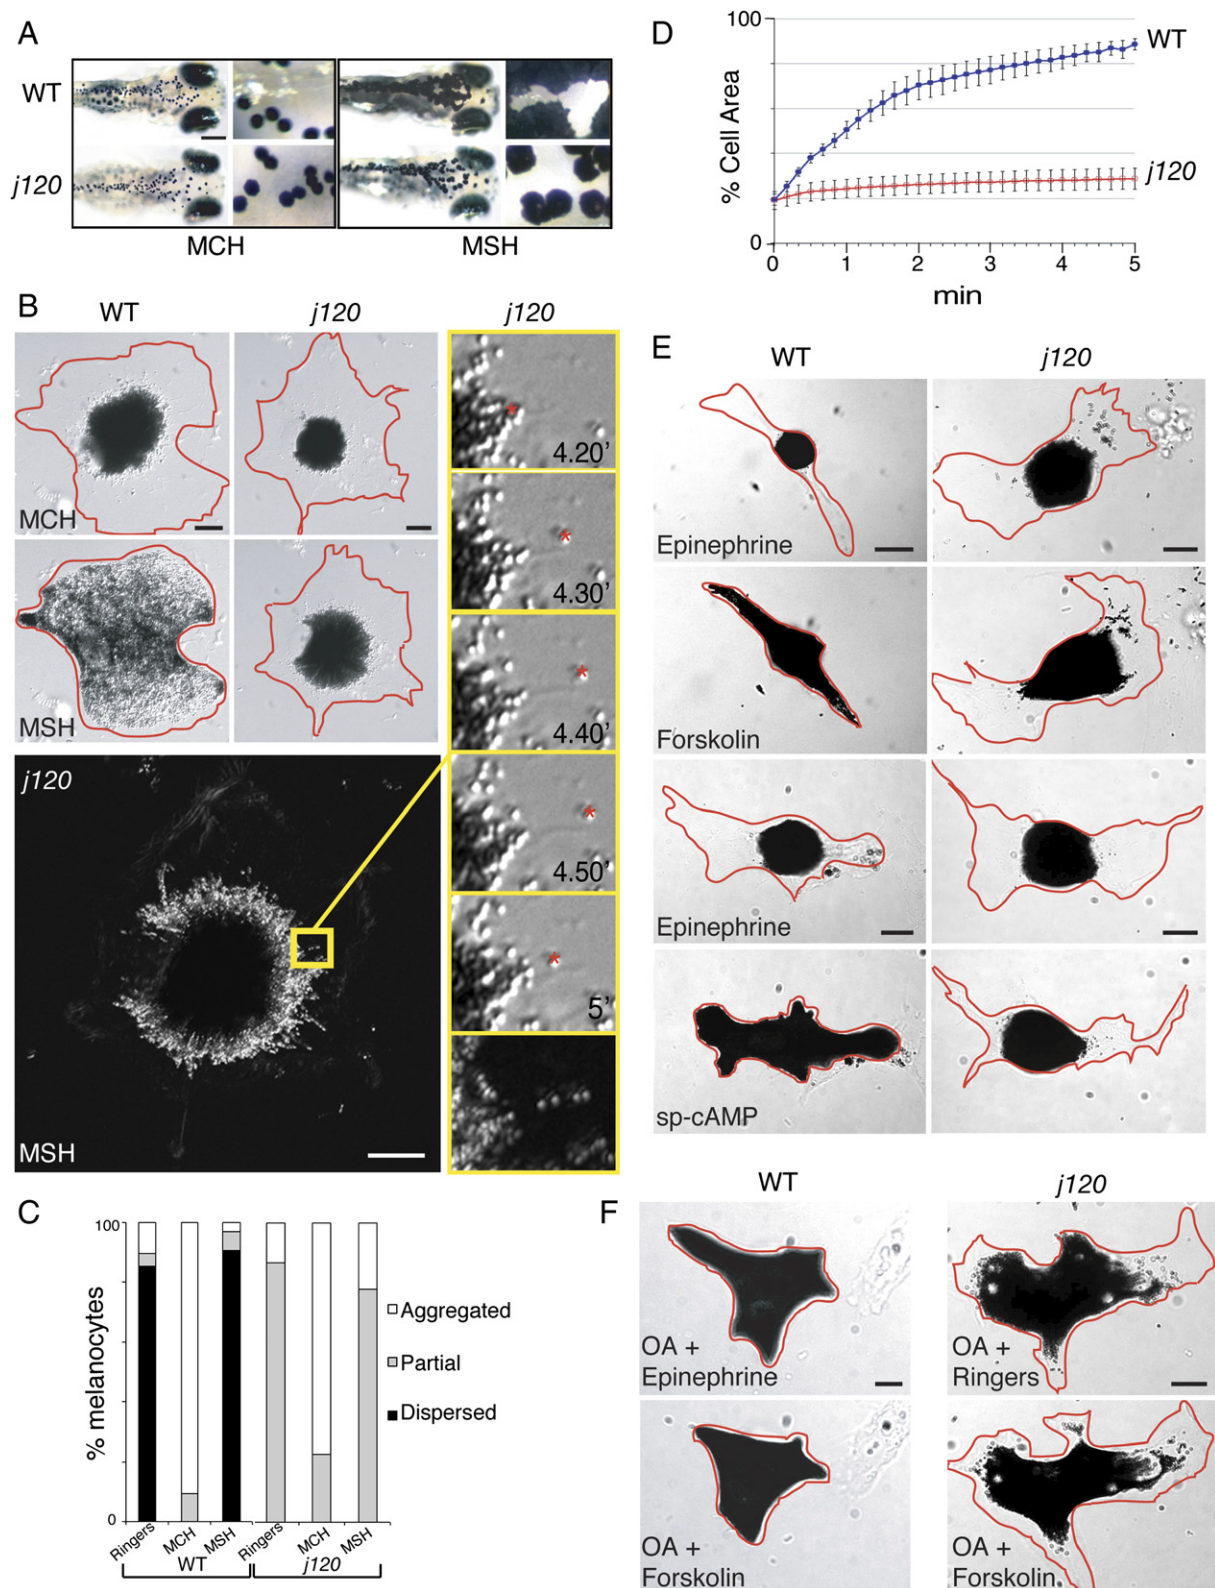 A
WT
j120
MCH
MSH
B
WT
j120
j120
MCH
MSH
j120
MSH
4.20'
4.30'
4.40'
4.50'
5'
C
% melanocytes
100
0
Ringers
MCH
MSH
Ringers
MCH
MSH
WT
j120
Aggregated
Partial
Dispersed
D
% Cell Area
100
0
0
1
2
3
4
5
min
WT
j120
E
WT
j120
Epinephrine
Forskolin
Epinephrine
sp-cAMP
F
WT
j120
OA +
Epinephrine
OA +
Ringers
OA +
Forskolin
OA +
Forskolin